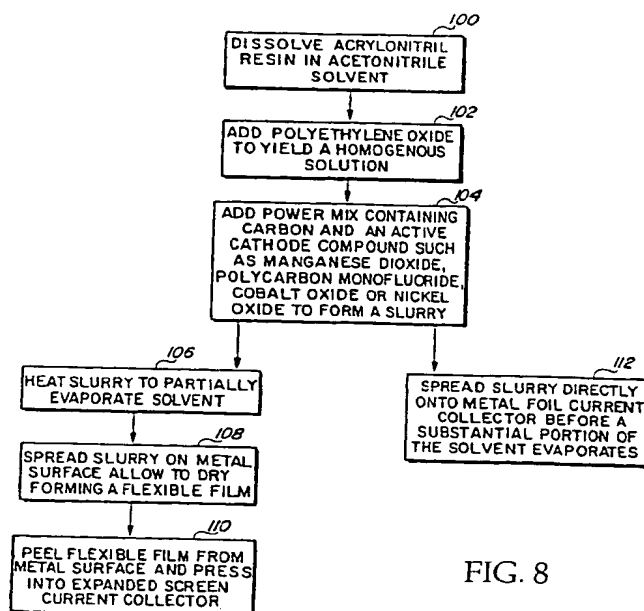 100
DISSOLVE ACRYLONITRIL
RESIN IN ACETONITRILE
SOLVENT
102
ADD POLYETHYLENE OXIDE
TO YIELD A HOMOGENOUS
SOLUTION
104
ADD POWER MIX CONTAINING
CARBON AND AN ACTIVE
CATHODE COMPOUND SUCH
AS MANGANESE DIOXIDE,
POLYCARBON MONOFLUORIDE,
COBALT OXIDE OR NICKEL
OXIDE TO FORM A SLURRY
106
HEAT SLURRY TO PARTIALLY
EVAPORATE SOLVENT
108
SPREAD SLURRY ON METAL
SURFACE ALLOW TO DRY
FORMING A FLEXIBLE FILM
110
PEEL FLEXIBLE FILM FROM
METAL SURFACE AND PRESS
INTO EXPANDED SCREEN
CURRENT COLLECTOR
112
SPREAD SLURRY DIRECTLY
ONTO METAL FOIL CURRENT
COLLECTOR BEFORE A
SUBSTANTIAL PORTION OF
THE SOLVENT EVAPORATES
FIG. 8